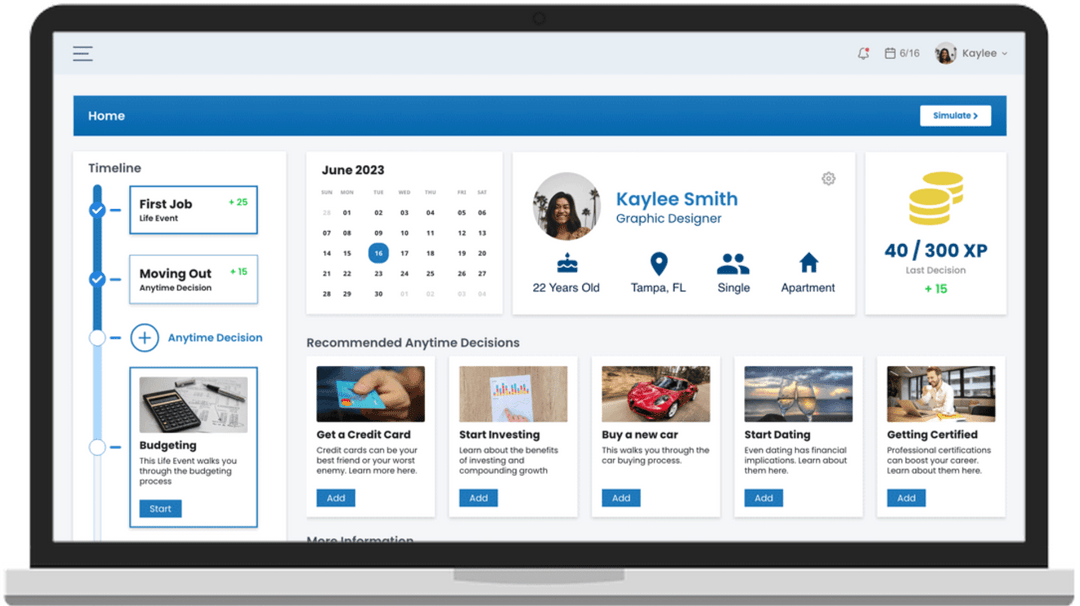 6/16
Kaylee
Home
Simulate
Timeline
First Job
+ 25
Life Event
Moving Out
+ 15
Anytime Decision
Anytime Decision
Budgeting
This Life Event walks you
through the budgeting
process
Start
June 2023
SUN MON TUE WED THU FRI SAT
28 01 02 03 04 05 06
07 08 09 10 11 12 13
14 15 16 17 18 19 20
21 22 23 24 25 26 27
28 29 30 01 02 03 04
Kaylee Smith
Graphic Designer
22 Years Old
Tampa, FL
Single
Apartment
40 / 300 XP
Last Decision
+ 15
Recommended Anytime Decisions
Get a Credit Card
Credit cards can be your
best friend or your worst
enemy. Learn more here.
Add
Start Investing
Learn about the benefits
of investing and
compounding growth
Add
Buy a new car
This walks you through the
car buying process.
Add
Start Dating
Even dating has financial
implications. Learn about
them here.
Add
Getting Certified
Professional certifications
can boost your career.
Learn about them here.
Add
More Information